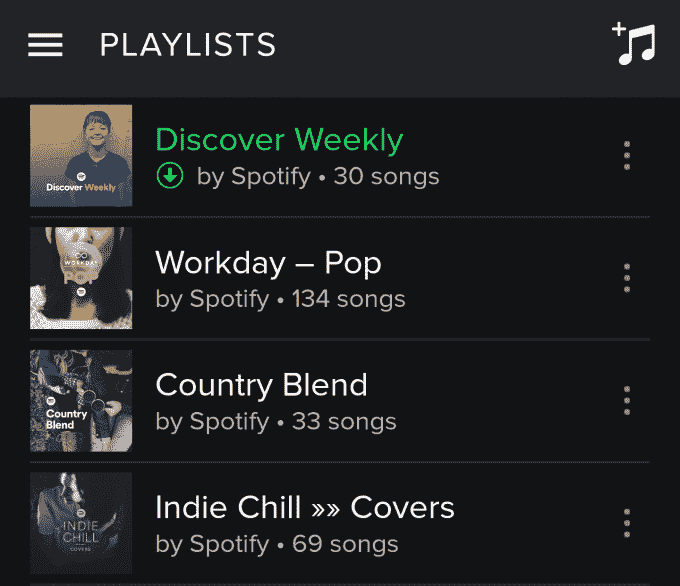 PLAYLISTS
Discover Weekly
Discover Weekly
by Spotify • 30 songs
WORKDAY
POP
Workday – Pop
by Spotify • 134 songs
Country
Blend
Country Blend
by Spotify • 33 songs
INDIE
CHILL
COVERS
Indie Chill »» Covers
by Spotify • 69 songs